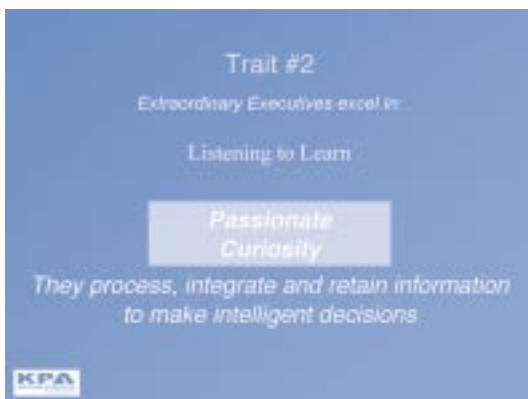 Trait #2
Extraordinary Executives excel in:
Listening to Learn
Passionate
Curiosity
They process, integrate and retain information
to make intelligent decisions
KPA